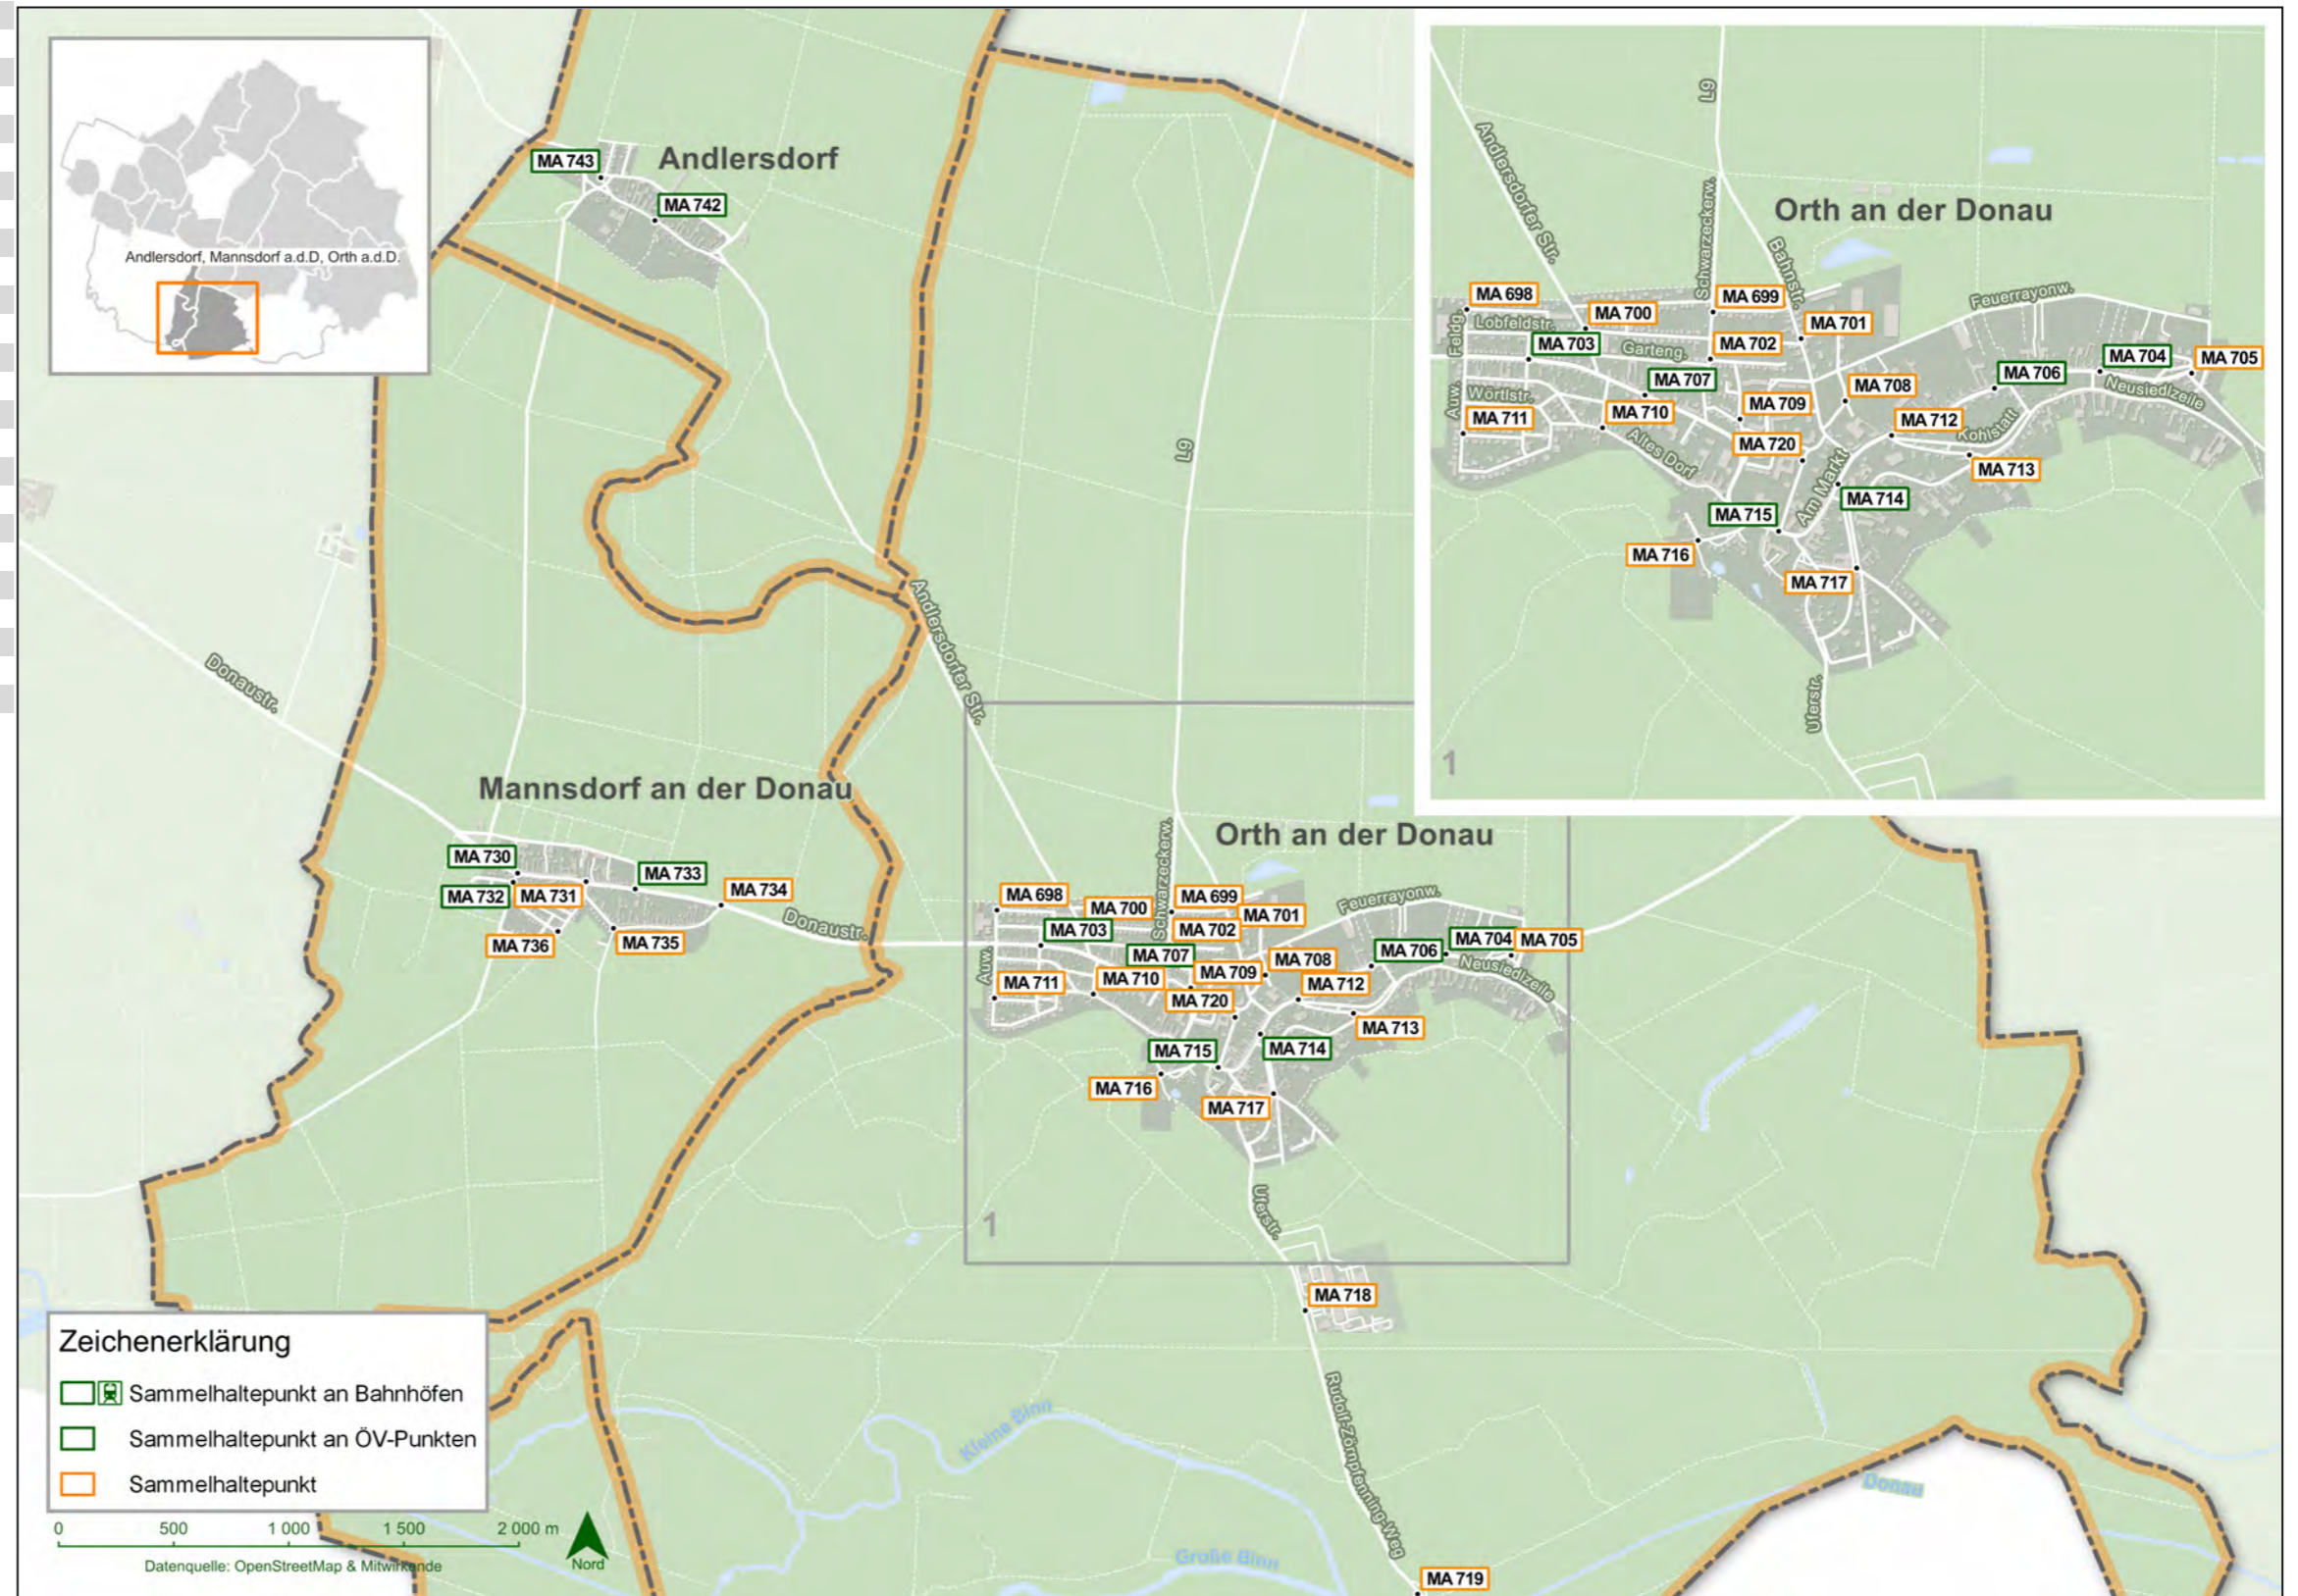 Andlersdorf, Mannsdorf a.d.D, Orth a.d.D.
MA 743
Andlersdorf
MA 742
L9
Andlersdorfer Str.
Donaustr.
Mannsdorf an der Donau
MA 730
MA 733
MA 732
MA 731
MA 734
Donaustr.
MA 736
MA 735
Orth an der Donau
Schwarzeckerw.
MA 698
MA 700
MA 699
MA 701
Feuerrayonw.
MA 703
MA 702
MA 707
MA 706
MA 704
MA 705
Auw.
MA 711
MA 710
MA 709
MA 708
Neusiedlzeile
MA 720
MA 712
MA 713
MA 715
MA 714
MA 716
MA 717
1
Uferstr.
MA 718
Rudolf-Zörnpfenning-Weg
Kleine Binn
Große Binn
Donau
MA 719
L9
Andlersdorfer Str.
Schwarzeckerw.
Bahnstr.
Orth an der Donau
MA 698
MA 699
Feuerrayonw.
Feldg.
Lobfeldstr.
MA 700
MA 701
MA 703
Garteng.
MA 702
MA 704
MA 705
MA 707
MA 706
Auw.
Wörtlstr.
MA 708
Neusiedlzeile
MA 711
MA 710
MA 709
MA 712
Kohlstatt
Altes Dorf
MA 720
MA 713
Am Markt
MA 714
MA 715
MA 716
MA 717
Uferstr.
1
Zeichenerklärung
Sammelhaltepunkt an Bahnhöfen
Sammelhaltepunkt an ÖV-Punkten
Sammelhaltepunkt
0 500 1 000 1 500 2 000 m
Nord
Datenquelle: OpenStreetMap & Mitwirkende